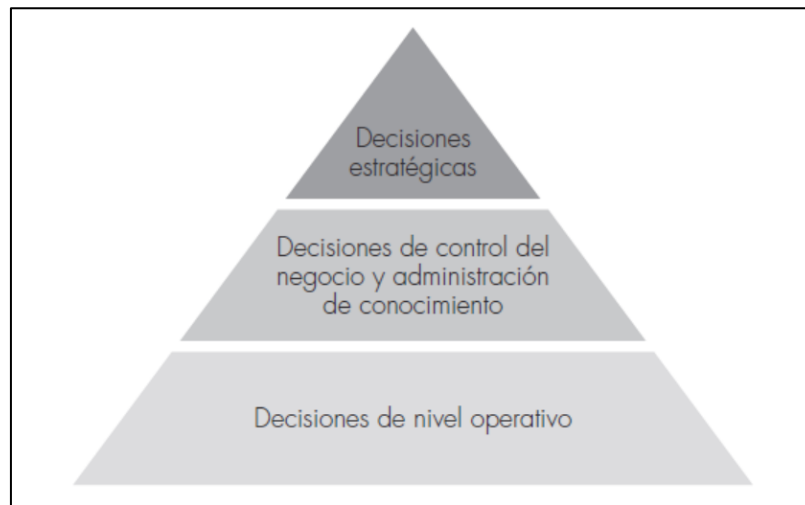 Decisiones
estratégicas
Decisiones de control del
negocio y administración
de conocimiento
Decisiones de nivel operativo